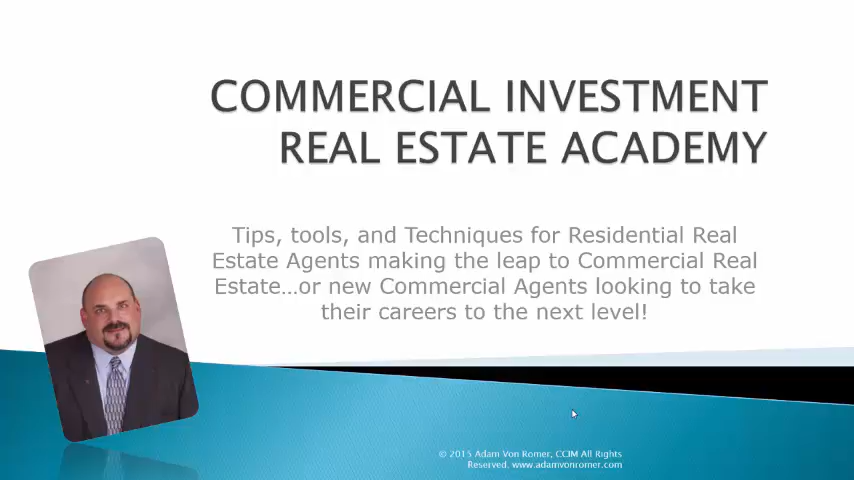 COMMERCIAL INVESTMENT
REAL ESTATE ACADEMY
Tips, tools, and Techniques for Residential Real
Estate Agents making the leap to Commercial Real
Estate…or new Commercial Agents looking to take
their careers to the next level!
© 2015 Adam Von Romer, CCIM All Rights
Reserved. www.adamvonromer.com